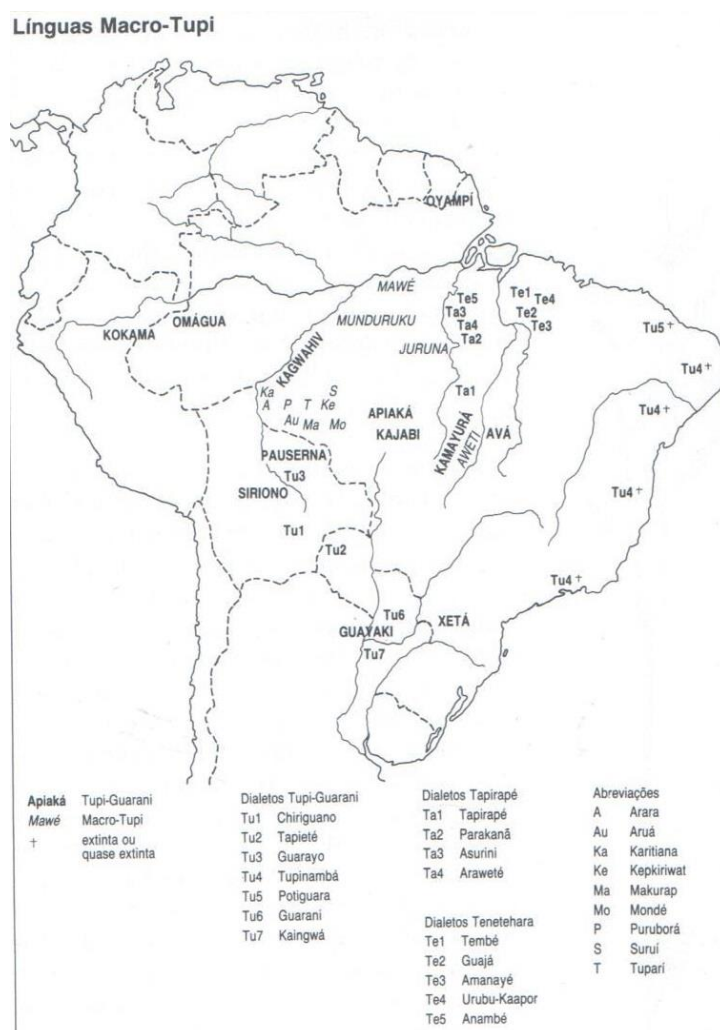 Línguas Macro-Tupi
OYAMPÍ
MAWÉ
Te5 Te1 Te4
Ta3 Te2
Ta4 Te3
Ta2
OMÁGUA
KOKAMA
MUNDURUKU
JURUNA
Tu5 †
Tu4 †
KAGWAHIV
S
Ka P T Ke
A Au Ma Mo
Ta1
APIAKÁ
KAJABI
KAMAYURÁ
AWETI
AVÁ
Tu4 †
PAUSERNA
Tu3
SIRIONO
Tu4 †
Tu1
Tu2
Tu4 †
Tu6
GUAYAKI
XETÁ
Tu7
Apiaká Tupi-Guarani
Mawé Macro-Tupi
† extinta ou
quase extinta
Dialetos Tupi-Guarani
Tu1 Chiriguano
Tu2 Tapieté
Tu3 Guarayo
Tu4 Tupinambá
Tu5 Potiguara
Tu6 Guarani
Tu7 Kaingwá
Dialetos Tapirapé
Ta1 Tapirapé
Ta2 Parakanã
Ta3 Asurini
Ta4 Araweté
Dialetos Tenetehara
Te1 Tembé
Te2 Guajá
Te3 Amanayé
Te4 Urubu-Kaapor
Te5 Anambé
Abreviações
A Arara
Au Aruá
Ka Karitiana
Ke Kepkiriwat
Ma Makurap
Mo Mondé
P Puruborá
S Suruí
T Tuparí